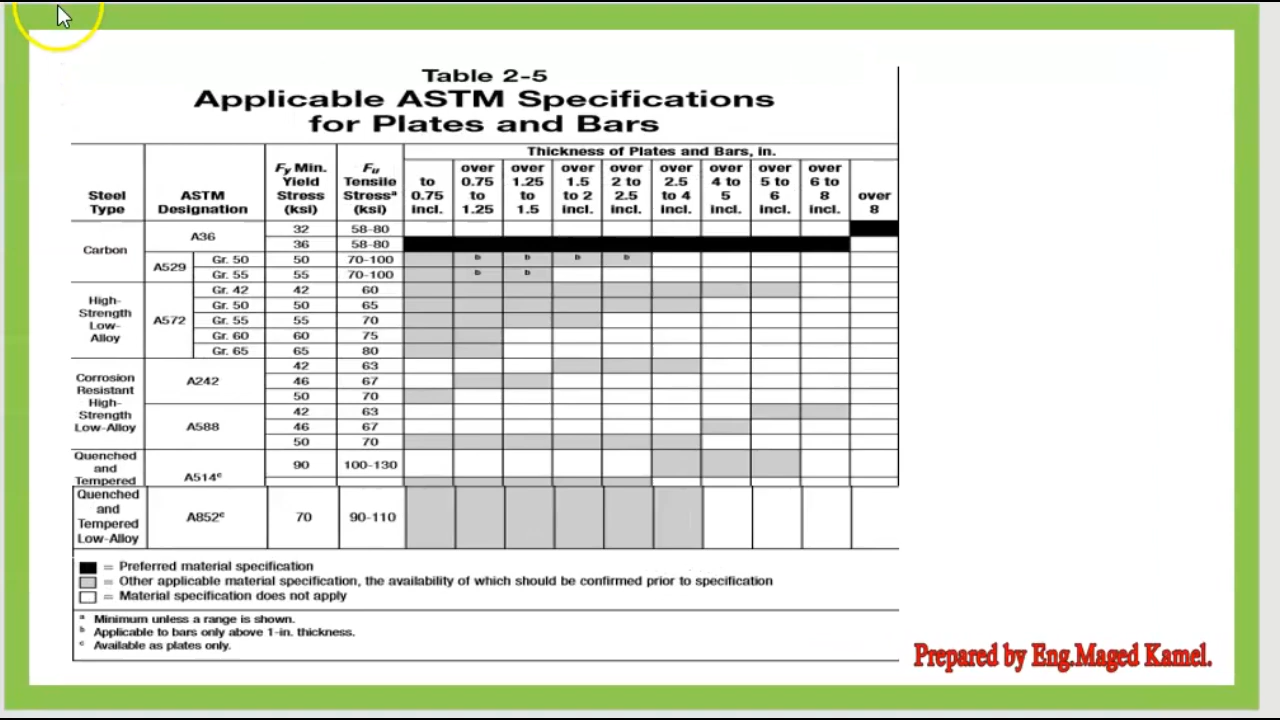 Table 2-5
Applicable ASTM Specifications
for Plates and Bars
Steel Type | ASTM Designation | Fy Min. Yield Stress (ksi) | Fu Tensile Stressᵃ (ksi) | Thickness of Plates and Bars, in.
to 0.75 incl. | over 0.75 to 1.25 | over 1.25 to 1.5 | over 1.5 to 2 incl. | over 2 to 2.5 incl. | over 2.5 to 4 incl. | over 4 to 5 incl. | over 5 to 6 incl. | over 6 to 8 incl. | over 8
Carbon | A36 | 32 | 58-80
36 | 58-80
A529 | Gr. 50 | 50 | 70-100 | b | b | b | b
Gr. 55 | 55 | 70-100 | b | b
High-Strength Low-Alloy | A572 | Gr. 42 | 42 | 60
Gr. 50 | 50 | 65
Gr. 55 | 55 | 70
Gr. 60 | 60 | 75
Gr. 65 | 65 | 80
Corrosion Resistant High-Strength Low-Alloy | A242 | 42 | 63
46 | 67
50 | 70
A588 | 42 | 63
46 | 67
50 | 70
Quenched and Tempered | A514ᶜ | 90 | 100-130
Quenched and Tempered Low-Alloy | A852ᶜ | 70 | 90-110
= Preferred material specification
= Other applicable material specification, the availability of which should be confirmed prior to specification
= Material specification does not apply
ᵃ Minimum unless a range is shown.
ᵇ Applicable to bars only above 1-in. thickness.
ᶜ Available as plates only.
Prepared by Eng.Maged Kamel.